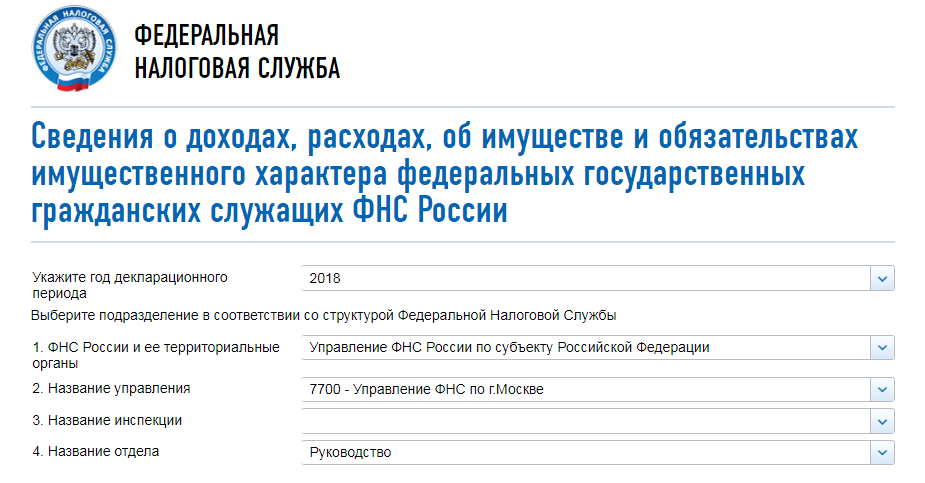 ФЕДЕРАЛЬНАЯ НАЛОГОВАЯ СЛУЖБА
ФЕДЕРАЛЬНАЯ
НАЛОГОВАЯ СЛУЖБА
Сведения о доходах, расходах, об имуществе и обязательствах
имущественного характера федеральных государственных
гражданских служащих ФНС России
Укажите год декларационного
периода
2018
Выберите подразделение в соответствии со структурой Федеральной Налоговой Службы
1. ФНС России и ее территориальные
органы
Управление ФНС России по субъекту Российской Федерации
2. Название управления
7700 - Управление ФНС по г.Москве
3. Название инспекции
4. Название отдела
Руководство